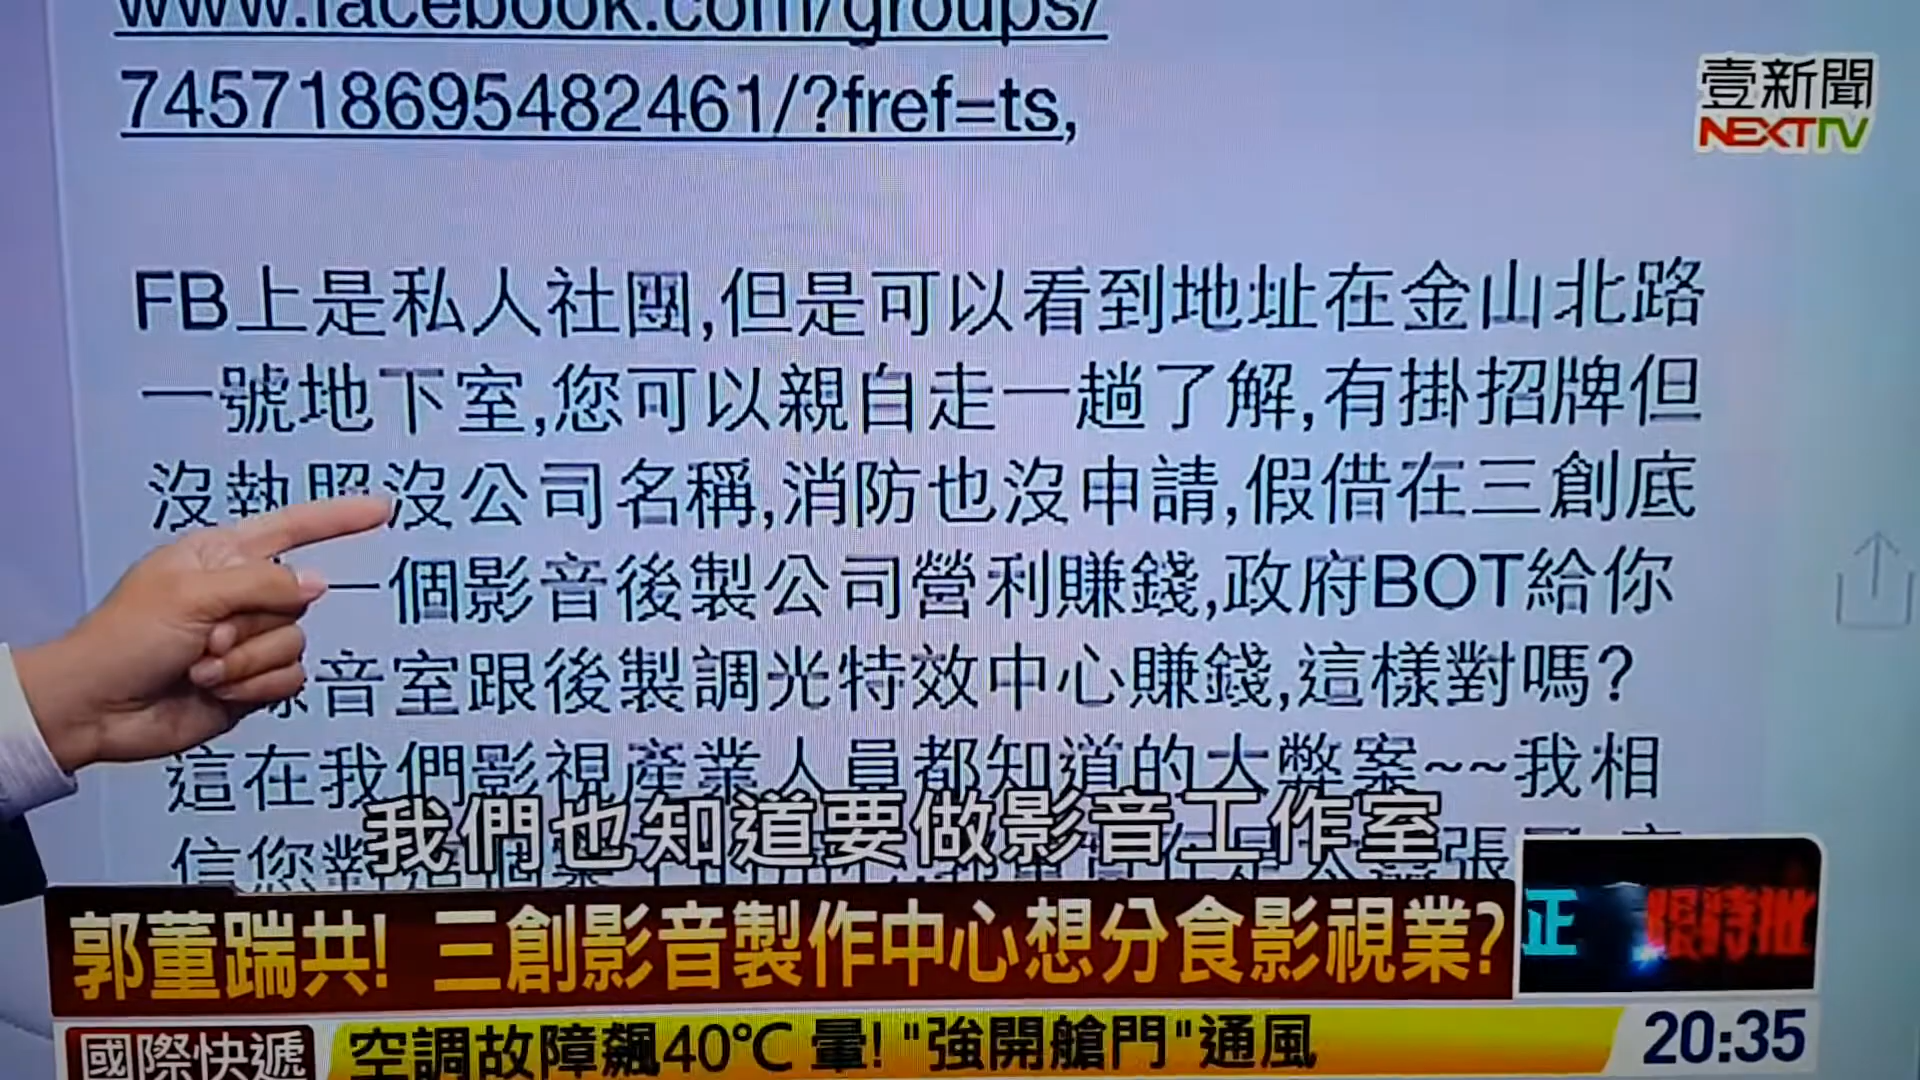 www.facebook.com/groups/
745718695482461/?fref=ts,
壹新聞
NEXTTV
FB上是私人社團,但是可以看到地址在金山北路
一號地下室,您可以親自走一趟了解,有掛招牌但
沒執照沒公司名稱,消防也沒申請,假借在三創底
一個影音後製公司營利賺錢,政府BOT給你
音室跟後製調光特效中心賺錢,這樣對嗎?
這在我們影視產業人員都知道的大弊案~~我相
信您對
我們也知道要做影音工作室
郭董踹共! 三創影音製作中心想分食影視業?
正
國際快遞
空調故障飆40℃ 暈! "強開艙門"通風
20:35